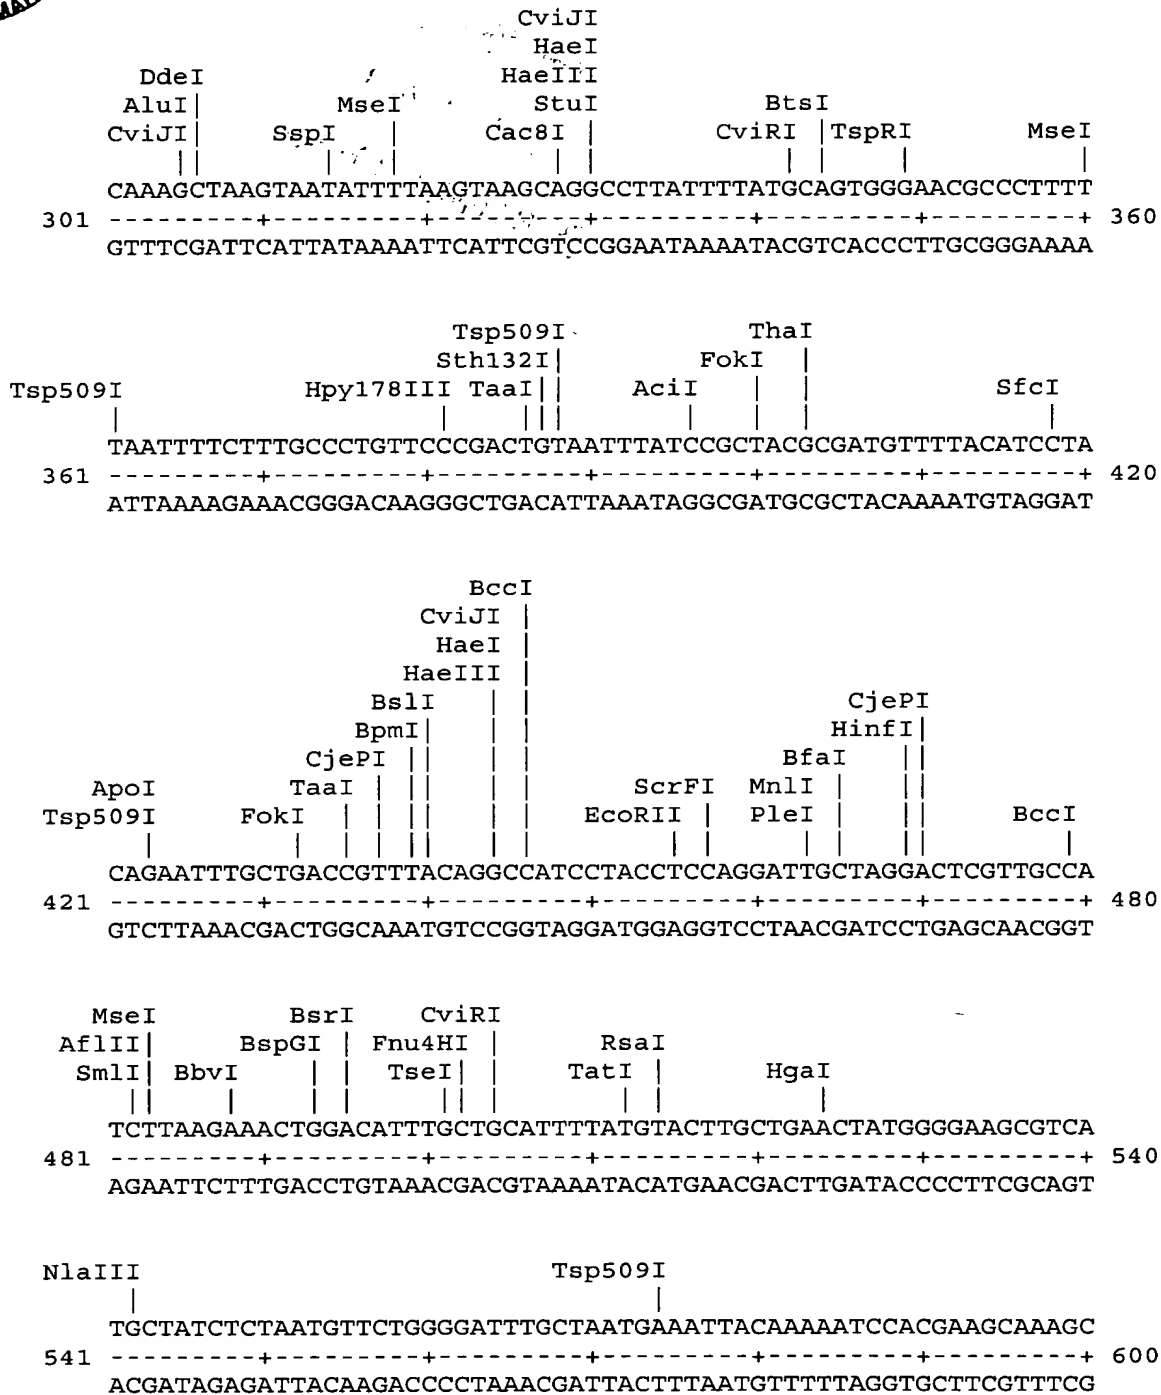 CviJI
HaeI
DdeI HaeIII
AluI MseI StuI BtsI
CviJI SspI Cac8I CviRI TspRI MseI
CAAAGCTAAGTAATATTTTAAGTAAGCAGGCCTTATTTTATGCAGTGGGAACGCCCTTTT
301 ---------+---------+---------+---------+---------+---------+ 360
GTTTCGATTCATTATAAAATTCATTCGTCCGGAATAAAATACGTCACCCTTGCGGGAAAA
Tsp509I ThaI
Sth132I FokI
Tsp509I Hpy178III TaaI AciI SfcI
TAATTTTCTTTGCCCTGTTCCCGACTGTAATTTATCCGCTACGCGATGTTTTACATCCTA
361 ---------+---------+---------+---------+---------+---------+ 420
ATTAAAAGAAACGGGACAAGGGCTGACATTAAATAGGCGATGCGCTACAAAATGTAGGAT
BccI
CviJI
HaeI
HaeIII
BslI CjePI
BpmI HinfI
CjePI BfaI
ApoI TaaI ScrFI MnlI
Tsp509I FokI EcoRII PleI BccI
CAGAATTTGCTGACCGTTTACAGGCCATCCTACCTCCAGGATTGCTAGGACTCGTTGCCA
421 ---------+---------+---------+---------+---------+---------+ 480
GTCTTAAACGACTGGCAAATGTCCGGTAGGATGGAGGTCCTAACGATCCTGAGCAACGGT
MseI BsrI CviRI
AflII BspGI Fnu4HI RsaI
SmlI BbvI TseI TatI HgaI
TCTTAAGAAACTGGACATTTGCTGCATTTTATGTACTTGCTGAACTATGGGGAAGCGTCA
481 ---------+---------+---------+---------+---------+---------+ 540
AGAATTCTTTGACCTGTAAACGACGTAAAATACATGAACGACTTGATACCCCTTCGCAGT
NlaIII Tsp509I
TGCTATCTCTAATGTTCTGGGGATTTGCTAATGAAATTACAAAAATCCACGAAGCAAAGC
541 ---------+---------+---------+---------+---------+---------+ 600
ACGATAGAGATTACAAGACCCCTAAACGATTACTTTAATGTTTTTAGGTGCTTCGTTTCG